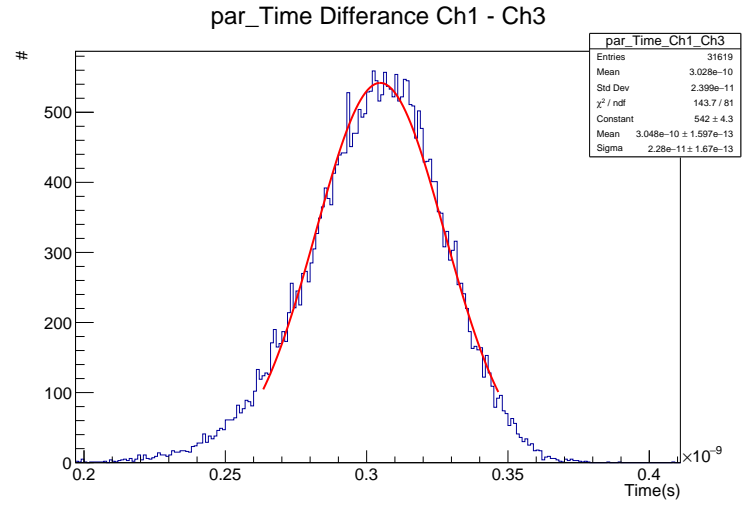 par_Time Differance Ch1 - Ch3
par_Time_Ch1_Ch3
Entries 31619
Mean 3.028e−10
Std Dev 2.399e−11
χ² / ndf 143.7 / 81
Constant 542 ± 4.3
Mean 3.048e−10 ± 1.597e−13
Sigma 2.28e−11 ± 1.67e−13
#
500
400
300
200
100
0
0.2 0.25 0.3 0.35 0.4
×10⁻⁹
Time(s)